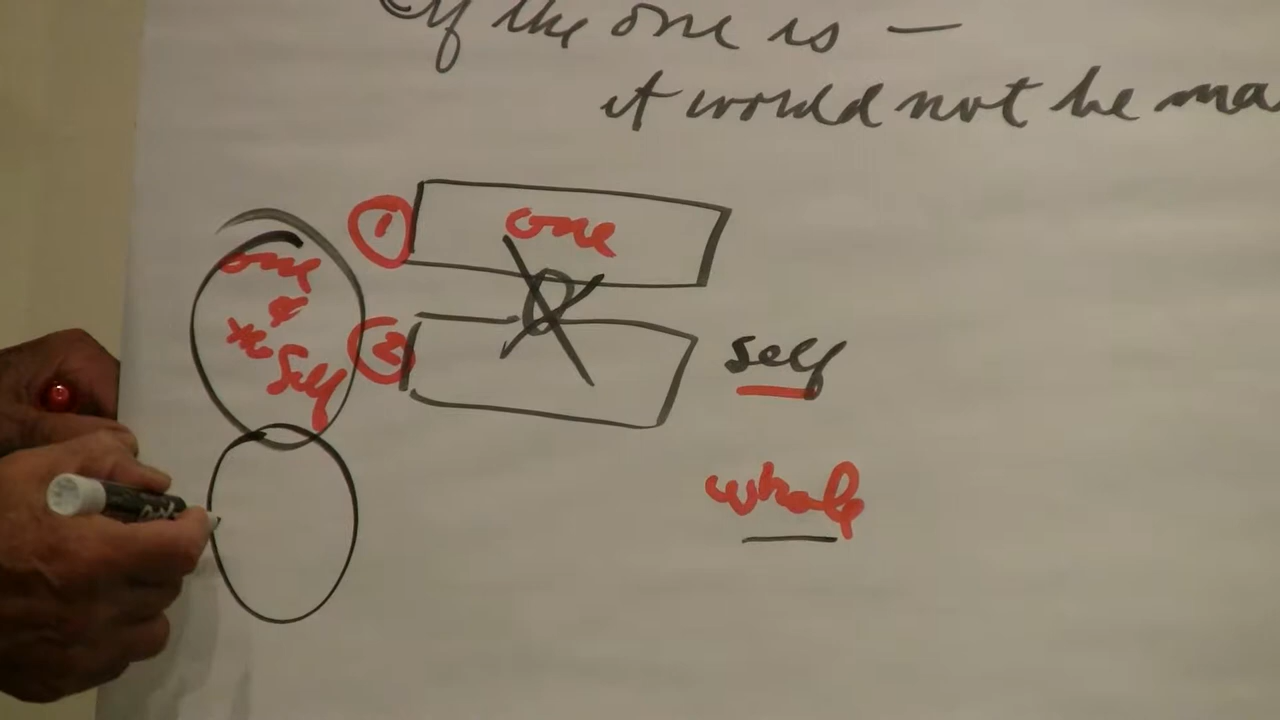 If the one is —
it would not be ma
① one
one
&
the
Self
②
self
whole